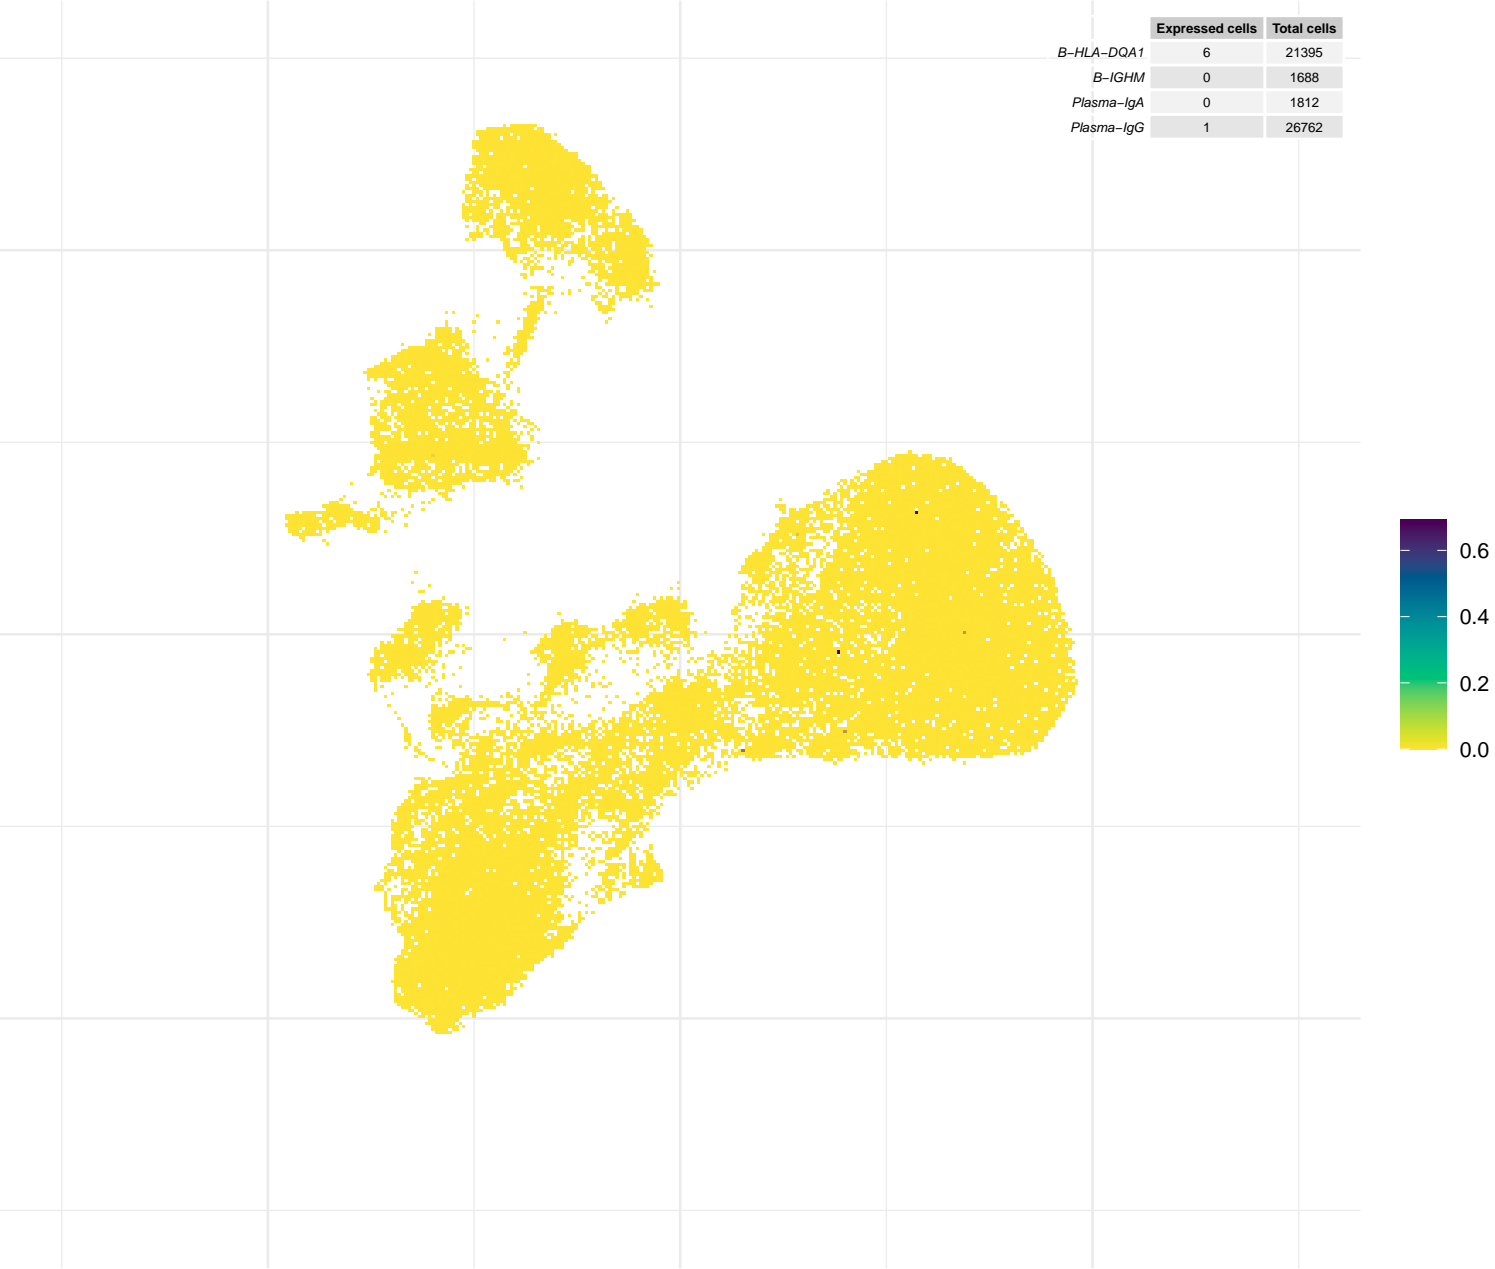 Expressed cells Total cells
B−HLA−DQA1 6 21395
B−IGHM 0 1688
Plasma−IgA 0 1812
Plasma−IgG 1 26762
0.6
0.4
0.2
0.0